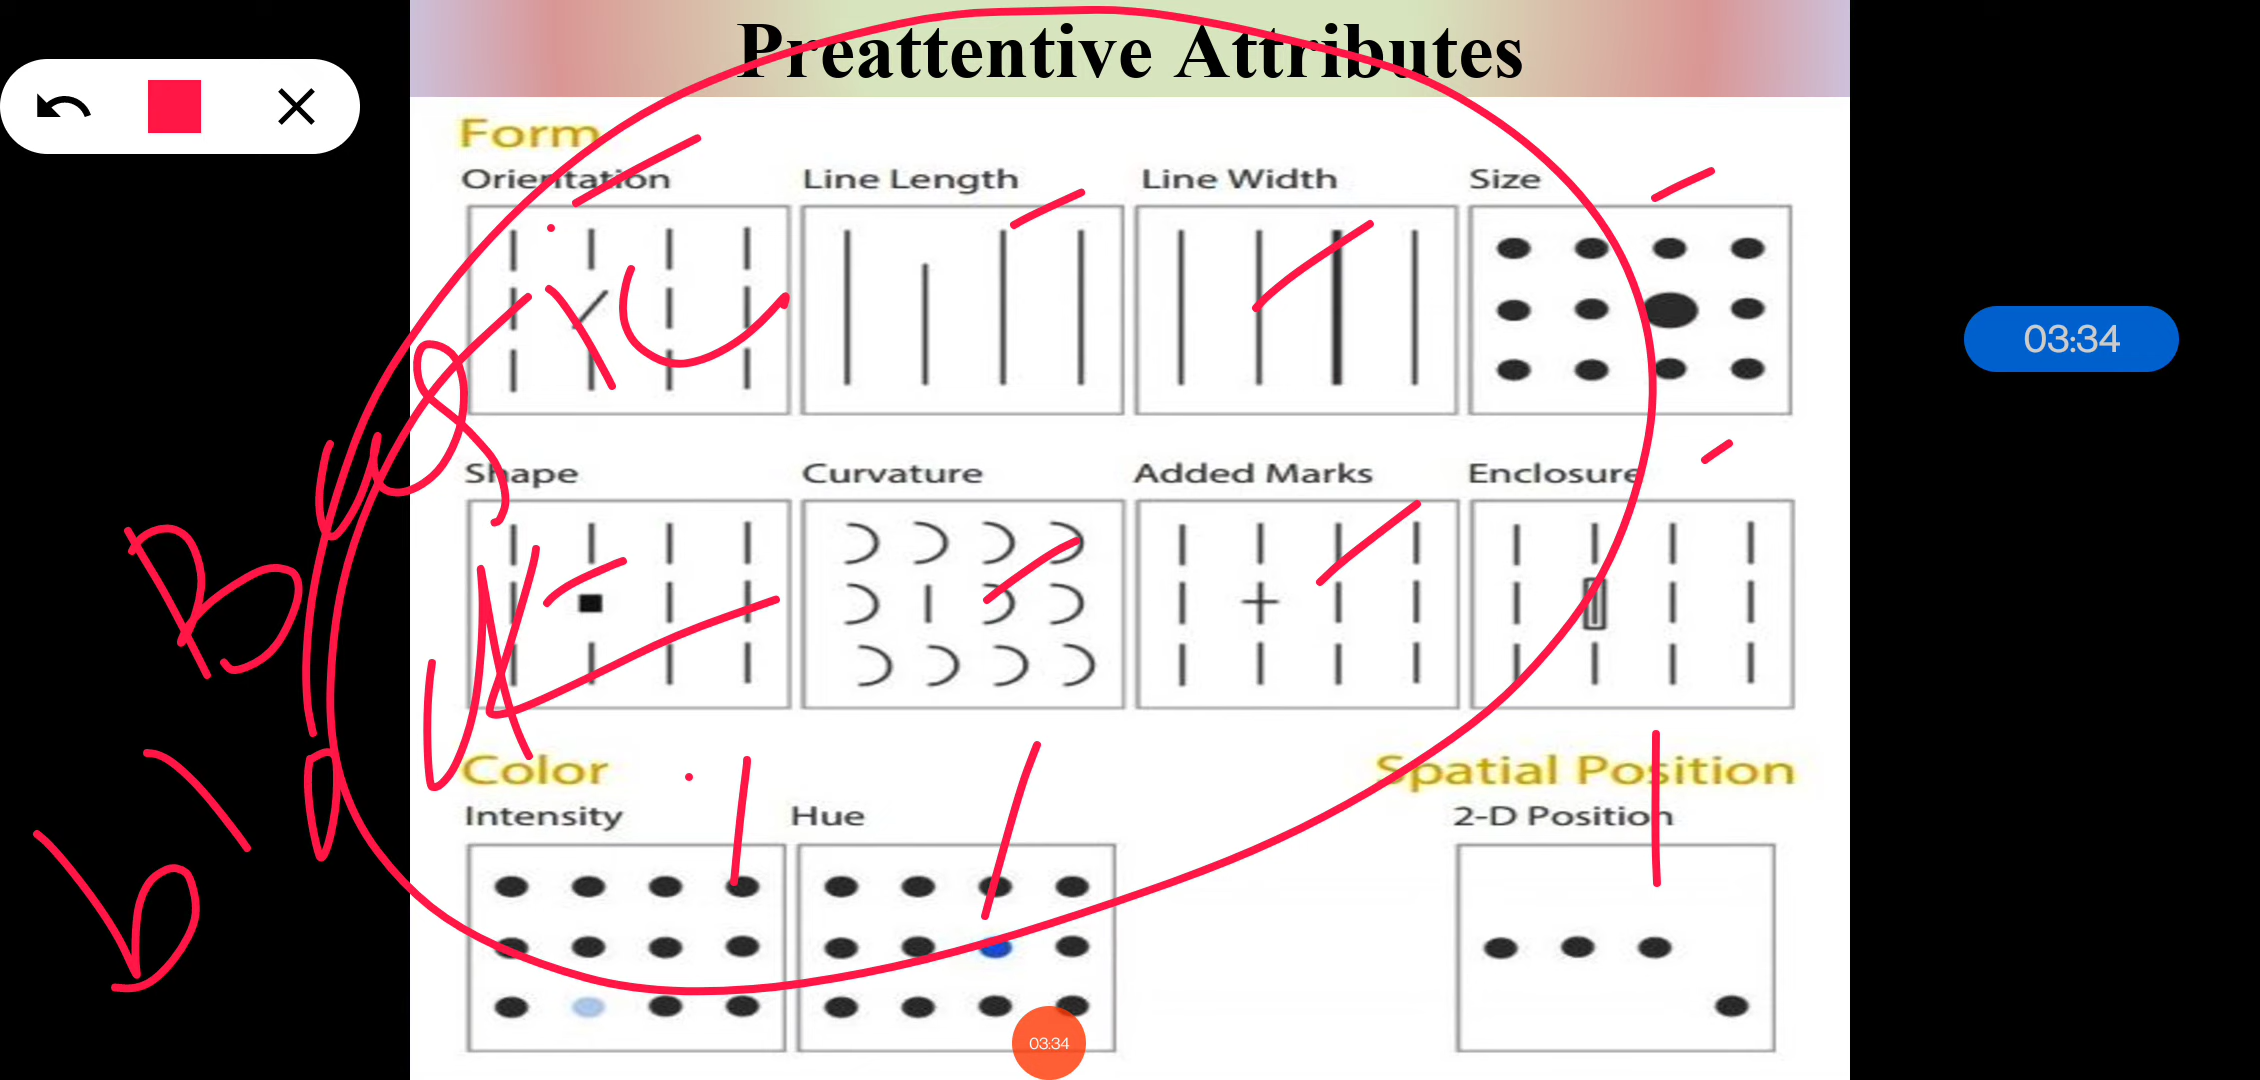 Preattentive Attributes
Form
Orientation Line Length Line Width Size
Shape Curvature Added Marks Enclosure
Color Spatial Position
Intensity Hue 2-D Position
03:34
03:34